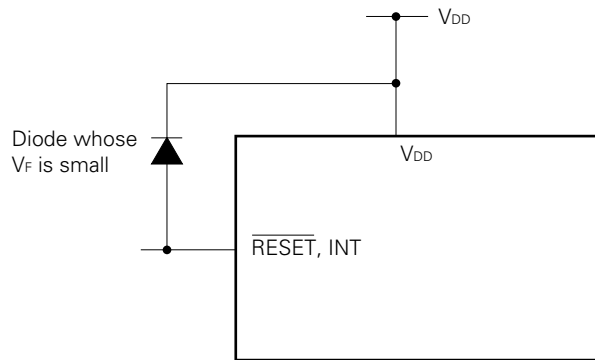 VDD
Diode whose
VF is small
VDD
RESET, INT